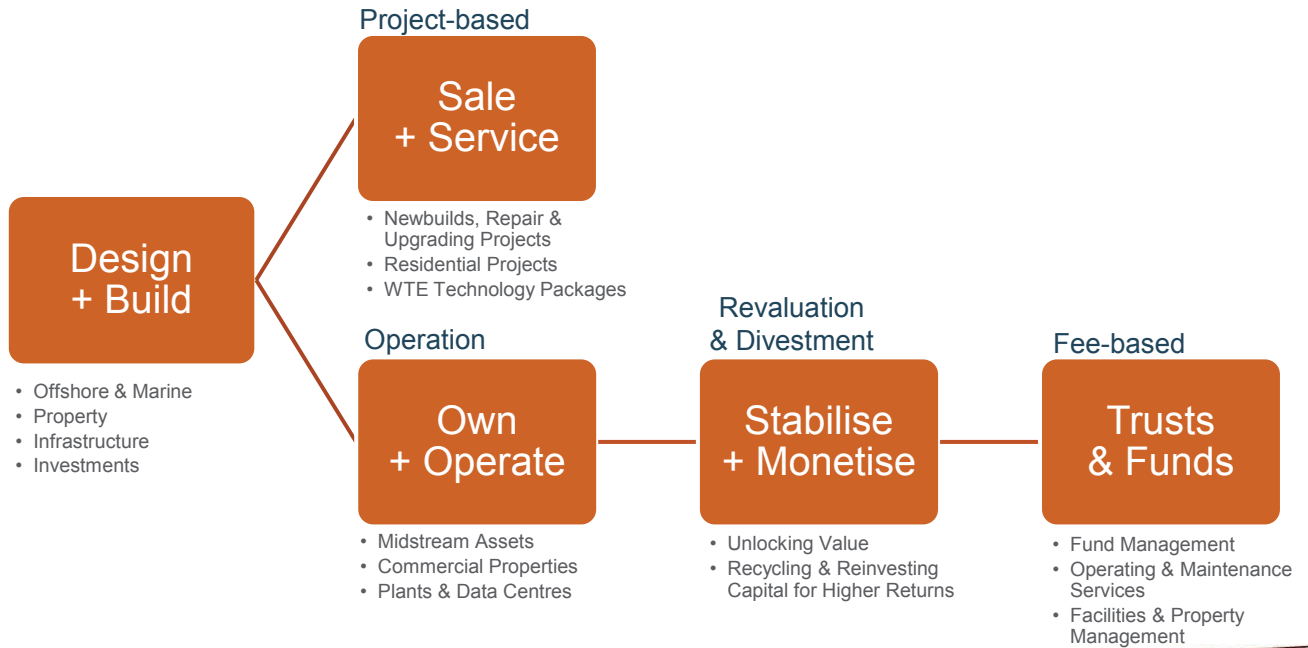 Project-based
Sale
+ Service
• Newbuilds, Repair &
Upgrading Projects
• Residential Projects
• WTE Technology Packages
Design
+ Build
• Offshore & Marine
• Property
• Infrastructure
• Investments
Operation
Own
+ Operate
• Midstream Assets
• Commercial Properties
• Plants & Data Centres
Revaluation
& Divestment
Stabilise
+ Monetise
• Unlocking Value
• Recycling & Reinvesting
Capital for Higher Returns
Fee-based
Trusts
& Funds
• Fund Management
• Operating & Maintenance
Services
• Facilities & Property
Management